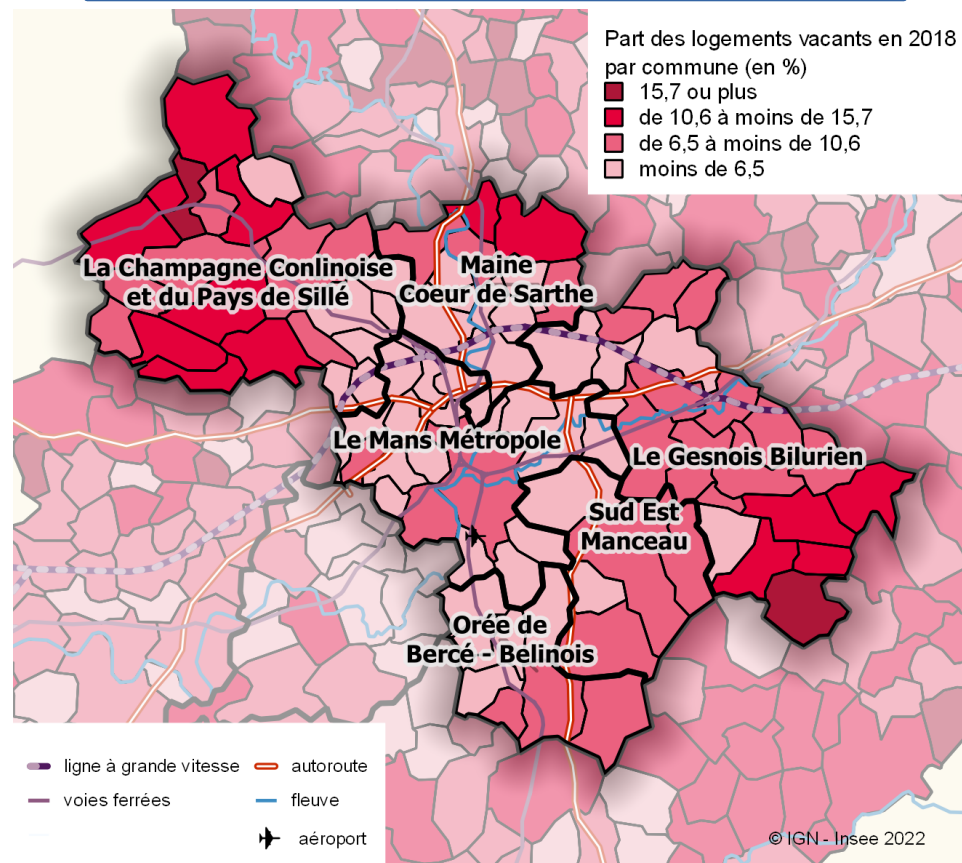 Part des logements vacants en 2018
par commune (en %)
15,7 ou plus
de 10,6 à moins de 15,7
de 6,5 à moins de 10,6
moins de 6,5
La Champagne Conlinoise
et du Pays de Sillé
Maine
Coeur de Sarthe
Le Mans Métropole
Le Gesnois Bilurien
Sud Est
Manceau
Orée de
Bercé - Belinois
ligne à grande vitesse
autoroute
voies ferrées
fleuve
aéroport
© IGN - Insee 2022